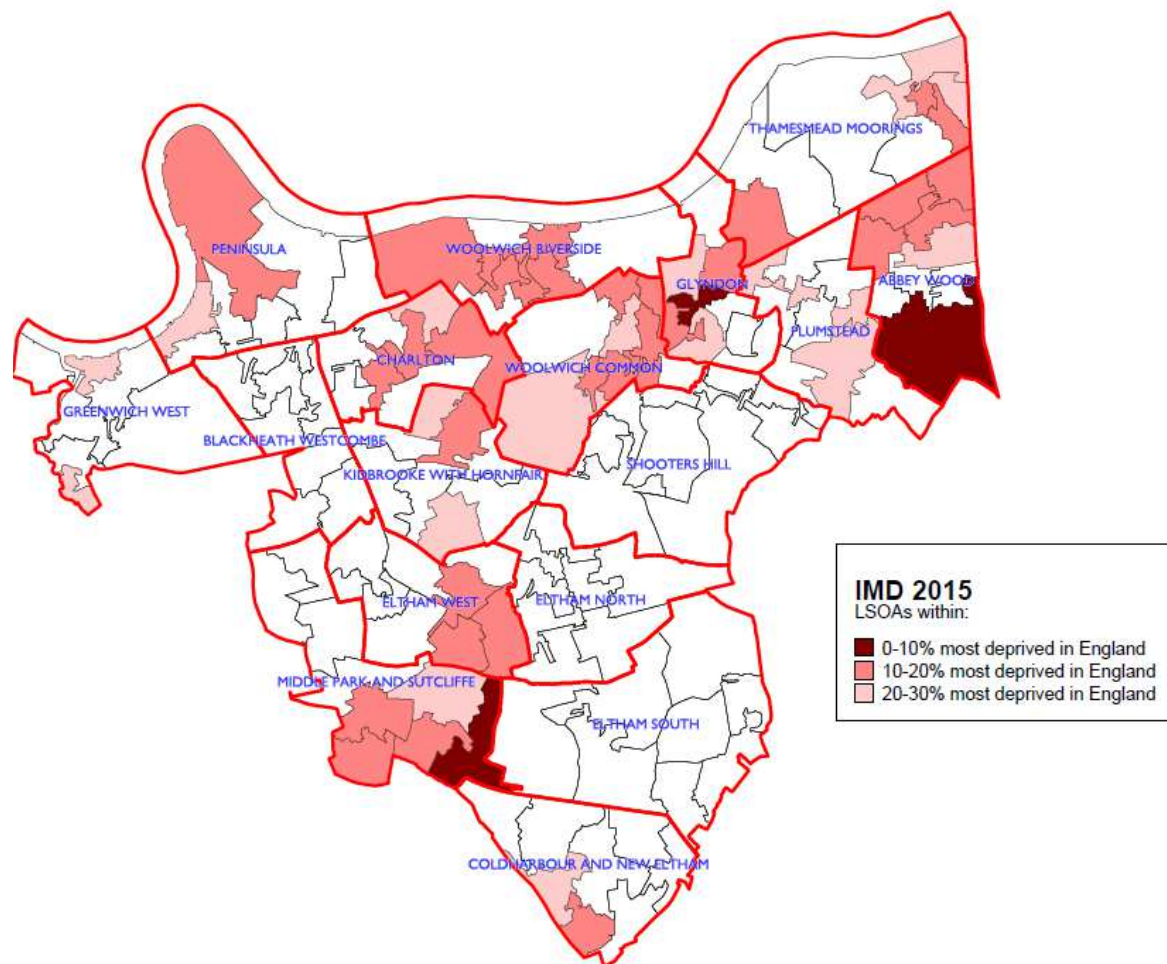 THAMESMEAD MOORINGS
PENINSULA
WOOLWICH RIVERSIDE
GLYNDON
ABBEY WOOD
PLUMSTEAD
CHARLTON
WOOLWICH COMMON
GREENWICH WEST
BLACKHEATH WESTCOMBE
SHOOTERS HILL
KIDBROOKE WITH HORNFAIR
ELTHAM WEST
ELTHAM NORTH
MIDDLE PARK AND SUTCLIFFE
ELTHAM SOUTH
COLDHARBOUR AND NEW ELTHAM
IMD 2015
LSOAs within:
0-10% most deprived in England
10-20% most deprived in England
20-30% most deprived in England